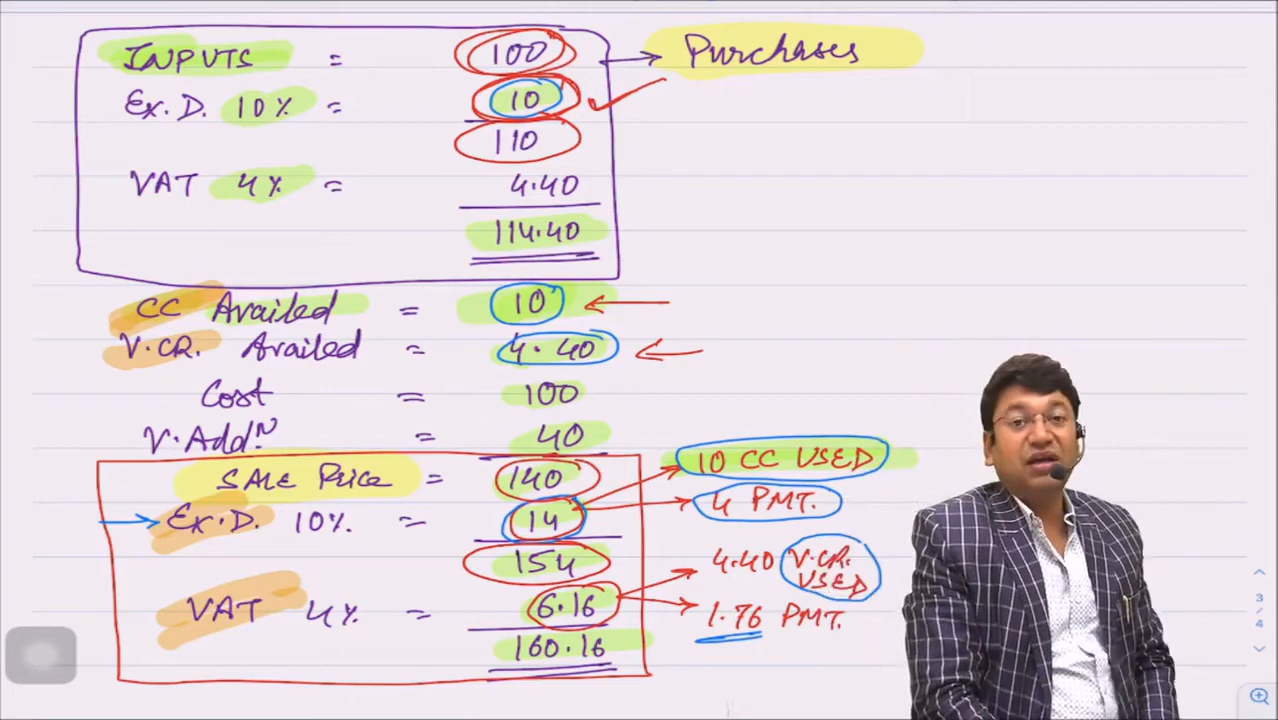 INPUTS = 100 → Purchases
Ex.D. 10% = 10
110
VAT 4% = 4.40
114.40
CC Availed = 10
V.CR. Availed = 4.40
Cost = 100
V.Addᴺ = 40
SALE Price = 140
10 CC USED
Ex.D. 10% = 14
4 PMT.
154
4.40 V.CR. USED
VAT 4% = 6.16
1.76 PMT.
160.16
3
4